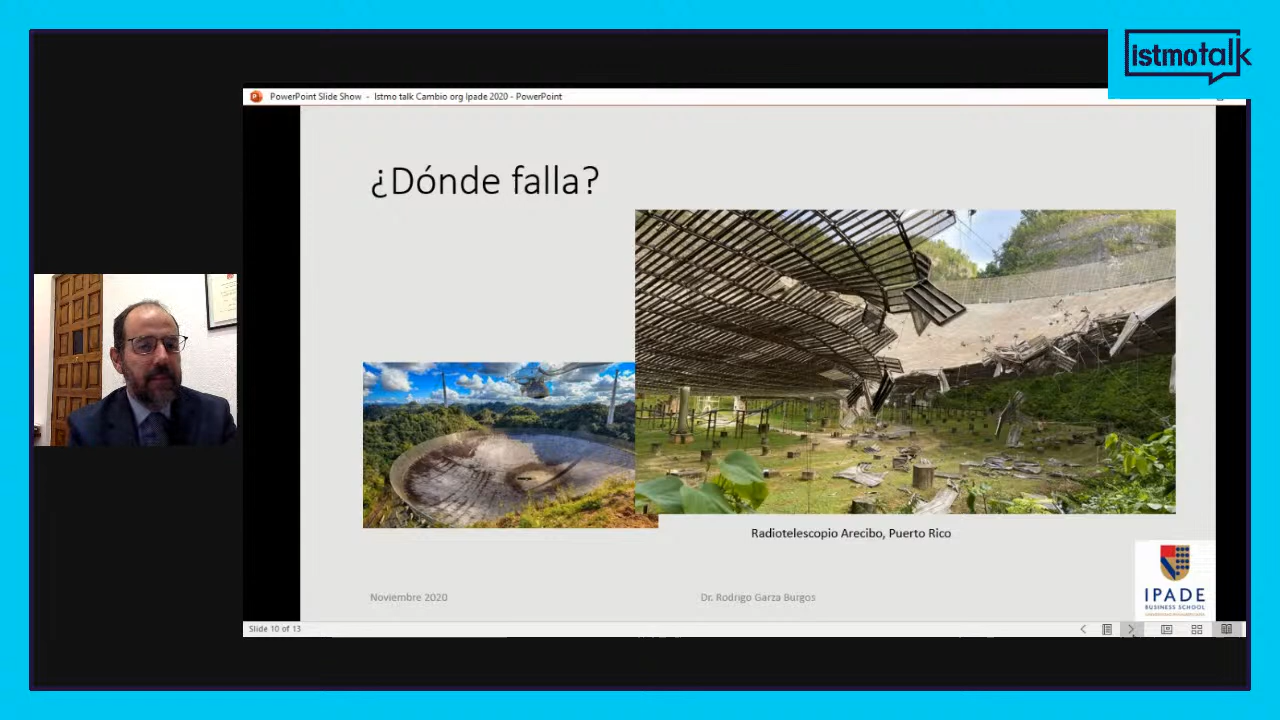 istmotalk
PowerPoint Slide Show - Istmo talk Cambio org Ipade 2020 - PowerPoint
¿Dónde falla?
Radiotelescopio Arecibo, Puerto Rico
Noviembre 2020
Dr. Rodrigo Garza Burgos
IPADE
BUSINESS SCHOOL
Slide 10 of 13